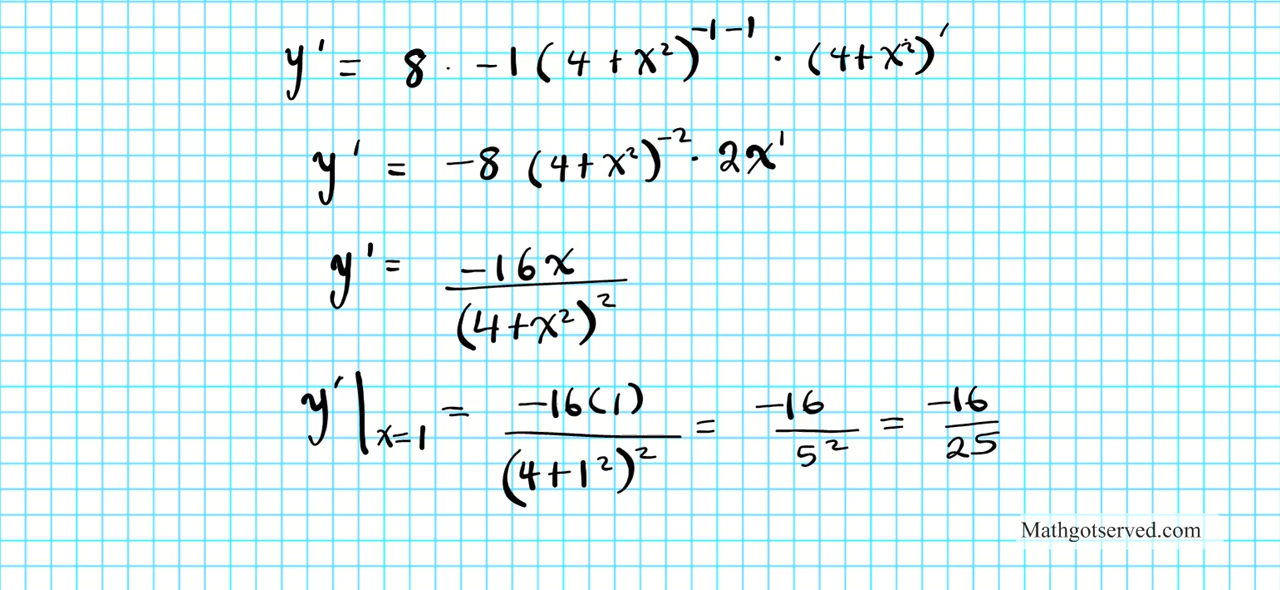 y' = 8 · -1(4 + x²)⁻¹⁻¹ · (4+x²)'
y' = -8 (4+x²)⁻² · 2x'
y' = -16x / (4+x²)²
y'|ₓ₌₁ = -16(1) / (4+1²)² = -16 / 5² = -16 / 25
Mathgotserved.com